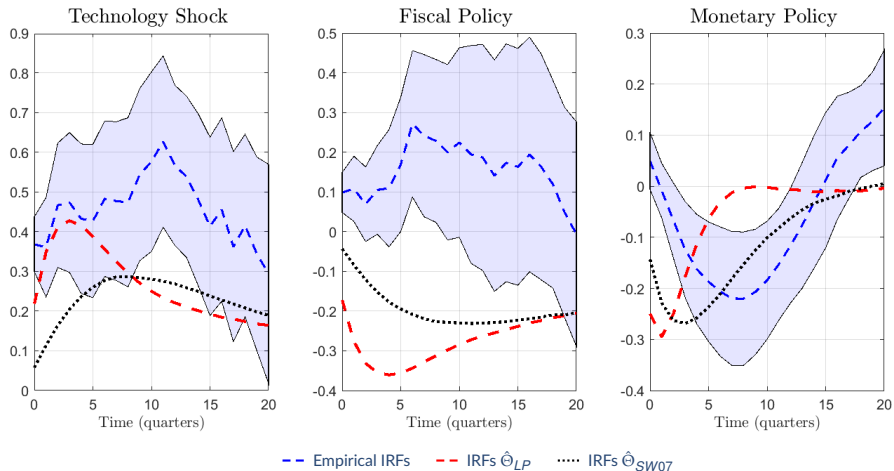 Technology Shock
0.9
0.8
0.7
0.6
0.5
0.4
0.3
0.2
0.1
0
0 5 10 15 20
Time (quarters)
Fiscal Policy
0.5
0.4
0.3
0.2
0.1
0
-0.1
-0.2
-0.3
-0.4
0 5 10 15 20
Time (quarters)
Monetary Policy
0.3
0.2
0.1
0
-0.1
-0.2
-0.3
-0.4
0 5 10 15 20
Time (quarters)
Empirical IRFs IRFs Θ̂_LP IRFs Θ̂_SW07